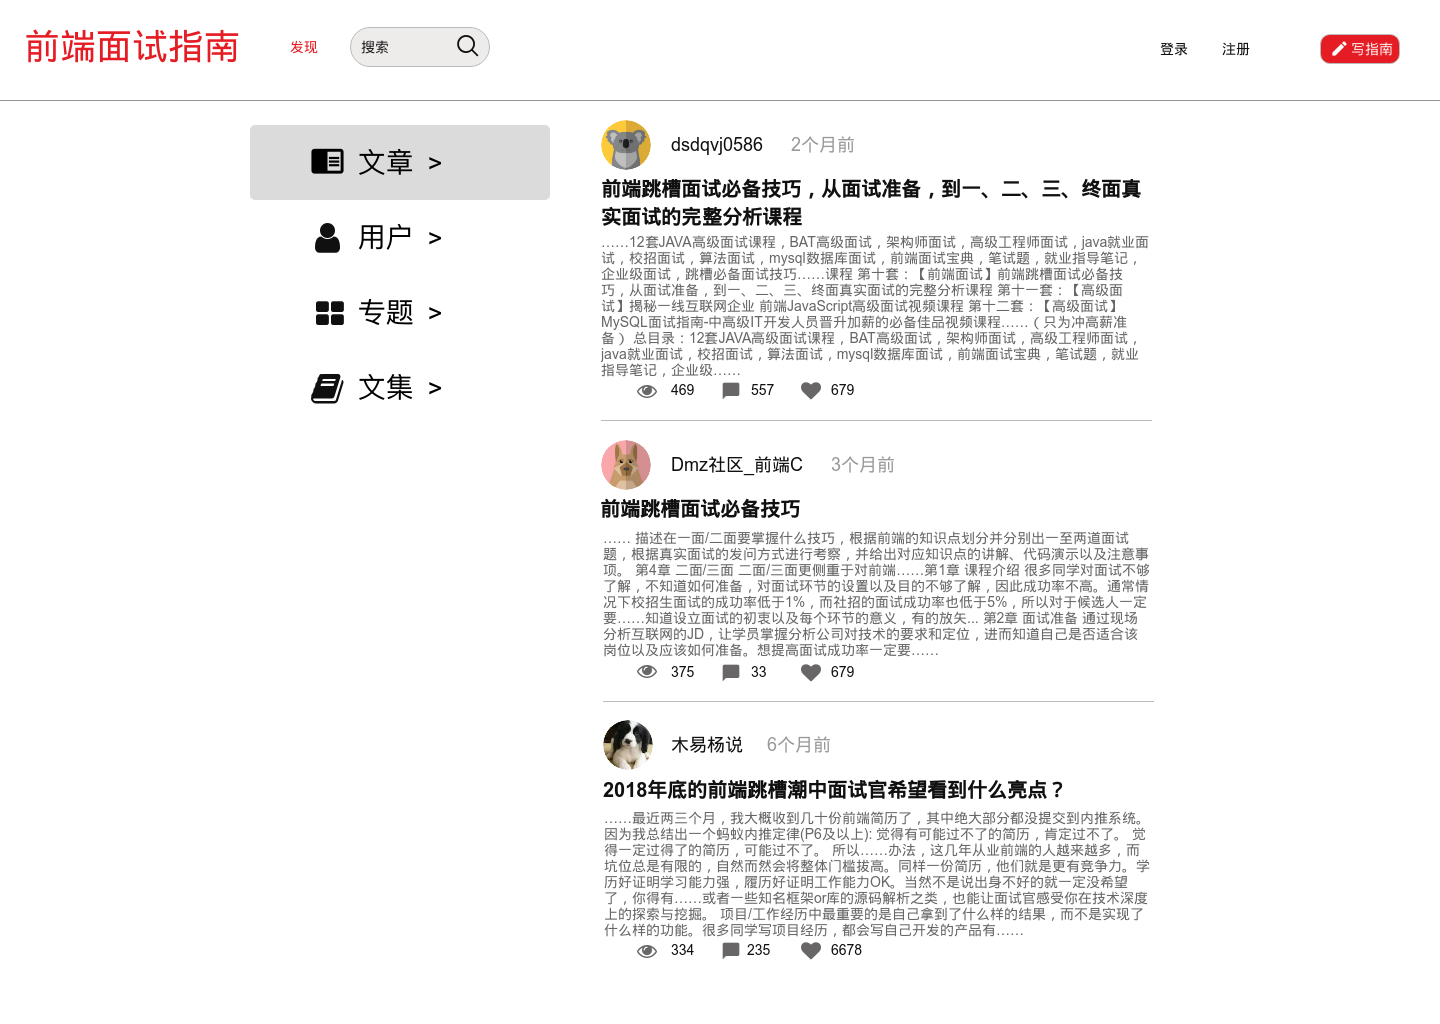 前端面试指南
发现
搜索
登录
注册
写指南
文章 >
用户 >
专题 >
文集 >
dsdqvj0586 2个月前
前端跳槽面试必备技巧，从面试准备，到一、二、三、终面真
实面试的完整分析课程
……12套JAVA高级面试课程，BAT高级面试，架构师面试，高级工程师面试，java就业面
试，校招面试，算法面试，mysql数据库面试，前端面试宝典，笔试题，就业指导笔记，
企业级面试，跳槽必备面试技巧……课程 第十套：【前端面试】前端跳槽面试必备技
巧，从面试准备，到一、二、三、终面真实面试的完整分析课程 第十一套：【高级面
试】揭秘一线互联网企业 前端JavaScript高级面试视频课程 第十二套：【高级面试】
MySQL面试指南-中高级IT开发人员晋升加薪的必备佳品视频课程……（只为冲高薪准
备） 总目录：12套JAVA高级面试课程，BAT高级面试，架构师面试，高级工程师面试，
java就业面试，校招面试，算法面试，mysql数据库面试，前端面试宝典，笔试题，就业
指导笔记，企业级……
469 557 679
Dmz社区_前端C 3个月前
前端跳槽面试必备技巧
…… 描述在一面/二面要掌握什么技巧，根据前端的知识点划分并分别出一至两道面试
题，根据真实面试的发问方式进行考察，并给出对应知识点的讲解、代码演示以及注意事
项。 第4章 二面/三面 二面/三面更侧重于对前端……第1章 课程介绍 很多同学对面试不够
了解，不知道如何准备，对面试环节的设置以及目的不够了解，因此成功率不高。通常情
况下校招生面试的成功率低于1%，而社招的面试成功率也低于5%，所以对于候选人一定
要……知道设立面试的初衷以及每个环节的意义，有的放矢... 第2章 面试准备 通过现场
分析互联网的JD，让学员掌握分析公司对技术的要求和定位，进而知道自己是否适合该
岗位以及应该如何准备。想提高面试成功率一定要……
375 33 679
木易杨说 6个月前
2018年底的前端跳槽潮中面试官希望看到什么亮点？
……最近两三个月，我大概收到几十份前端简历了，其中绝大部分都没提交到内推系统。
因为我总结出一个蚂蚁内推定律(P6及以上): 觉得有可能过不了的简历，肯定过不了。 觉
得一定过得了的简历，可能过不了。 所以……办法，这几年从业前端的人越来越多，而
坑位总是有限的，自然而然会将整体门槛拔高。同样一份简历，他们就是更有竞争力。学
历好证明学习能力强，履历好证明工作能力OK。当然不是说出身不好的就一定没希望
了，你得有……或者一些知名框架or库的源码解析之类，也能让面试官感受你在技术深度
上的探索与挖掘。 项目/工作经历中最重要的是自己拿到了什么样的结果，而不是实现了
什么样的功能。很多同学写项目经历，都会写自己开发的产品有……
334 235 6678